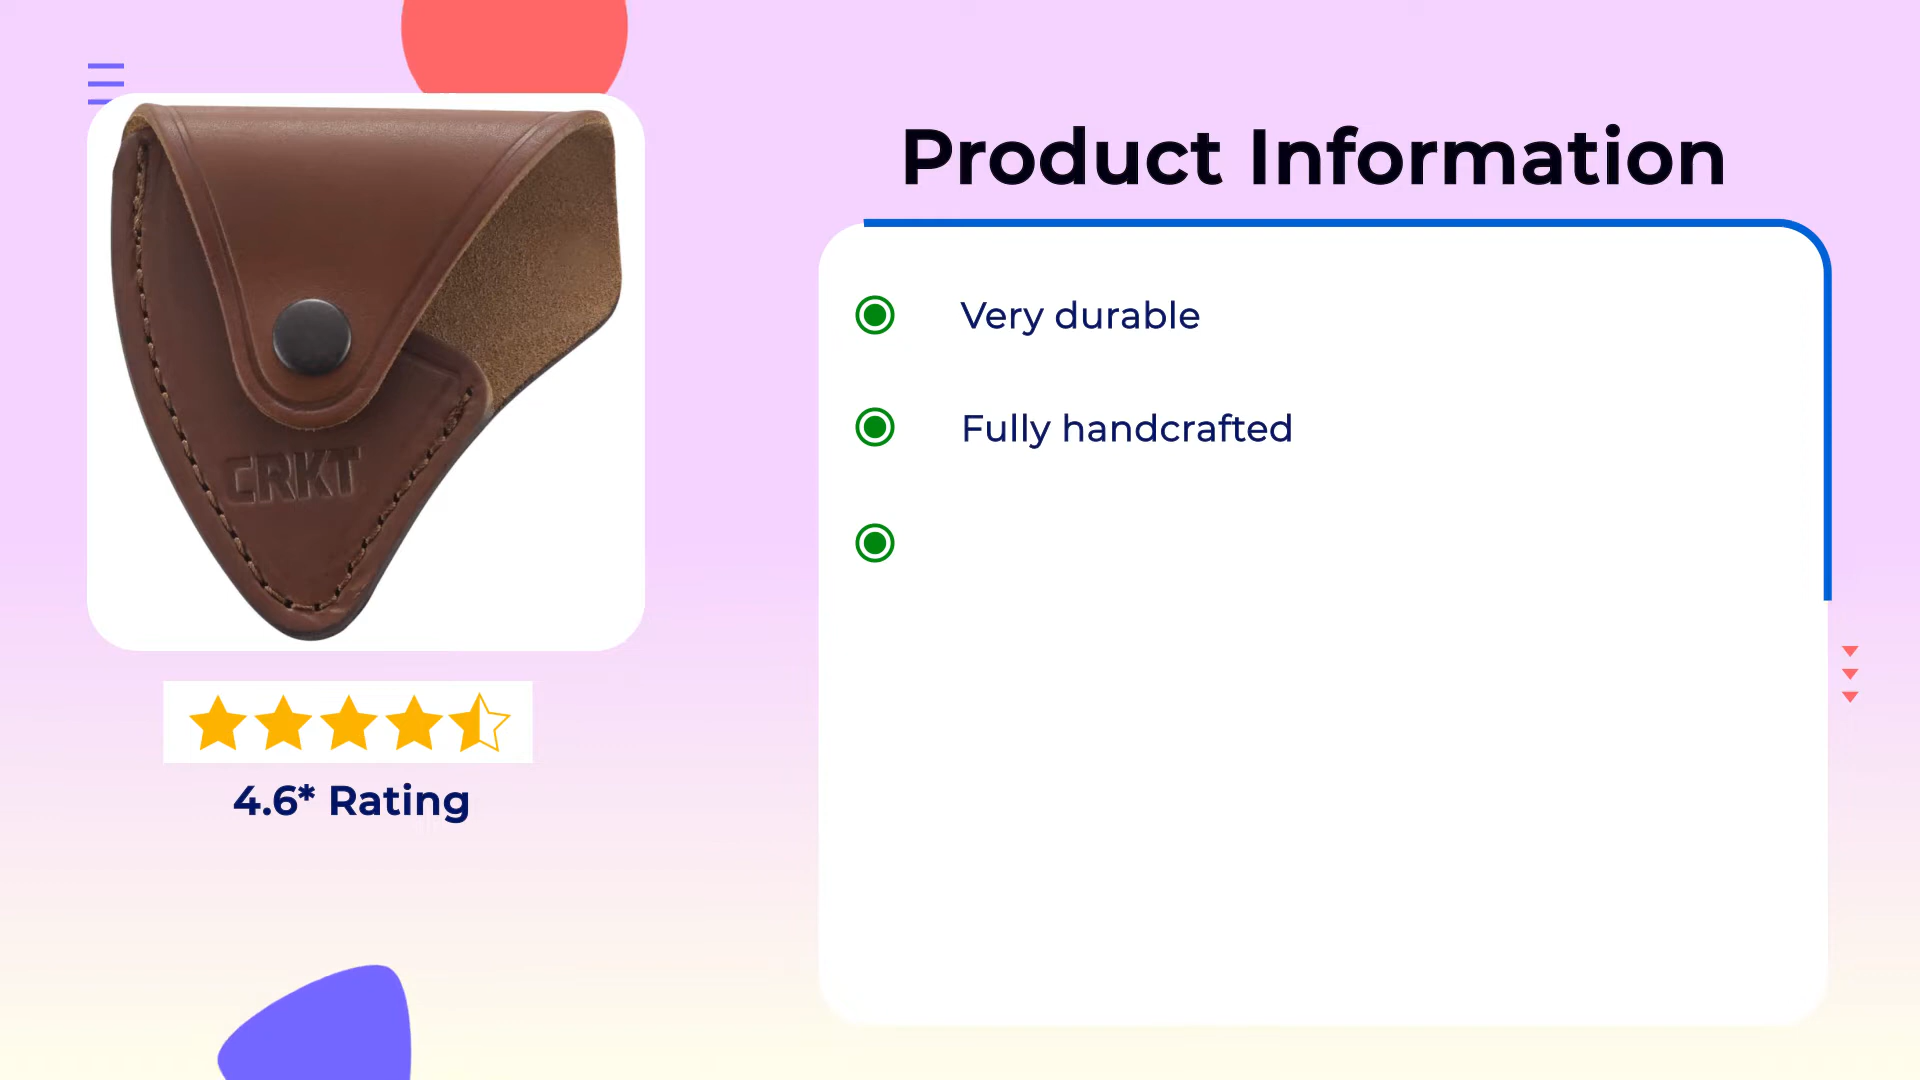 Product Information
Very durable
Fully handcrafted
CRKT
4.6* Rating